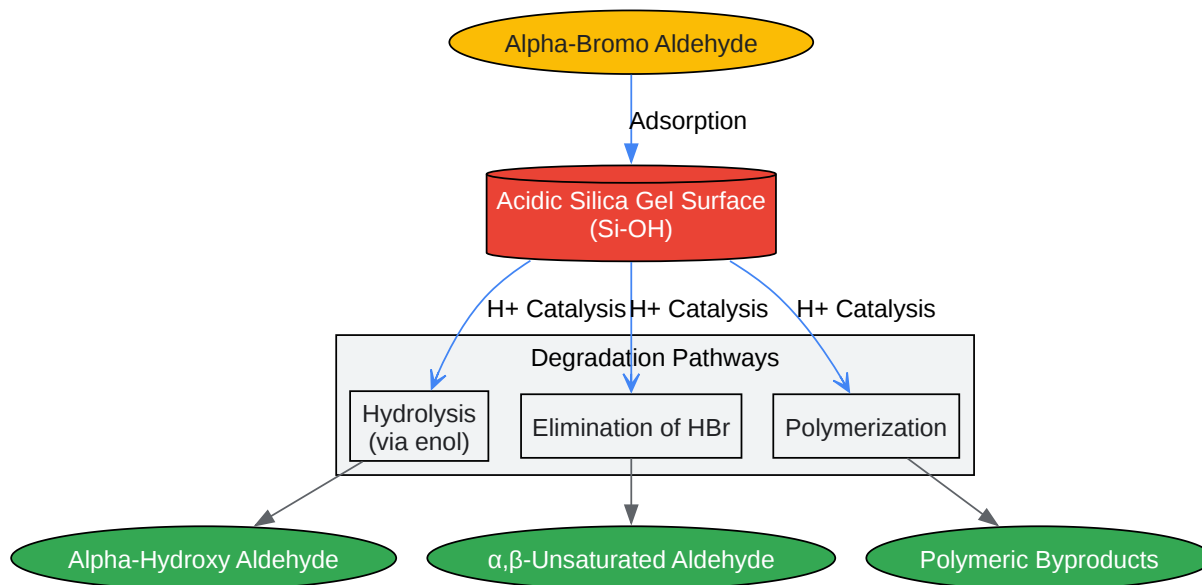 Alpha-Bromo Aldehyde
Adsorption
Acidic Silica Gel Surface
(Si-OH)
H+ Catalysis
H+ Catalysis
H+ Catalysis
Degradation Pathways
Hydrolysis
(via enol)
Elimination of HBr
Polymerization
Alpha-Hydroxy Aldehyde
α,β-Unsaturated Aldehyde
Polymeric Byproducts